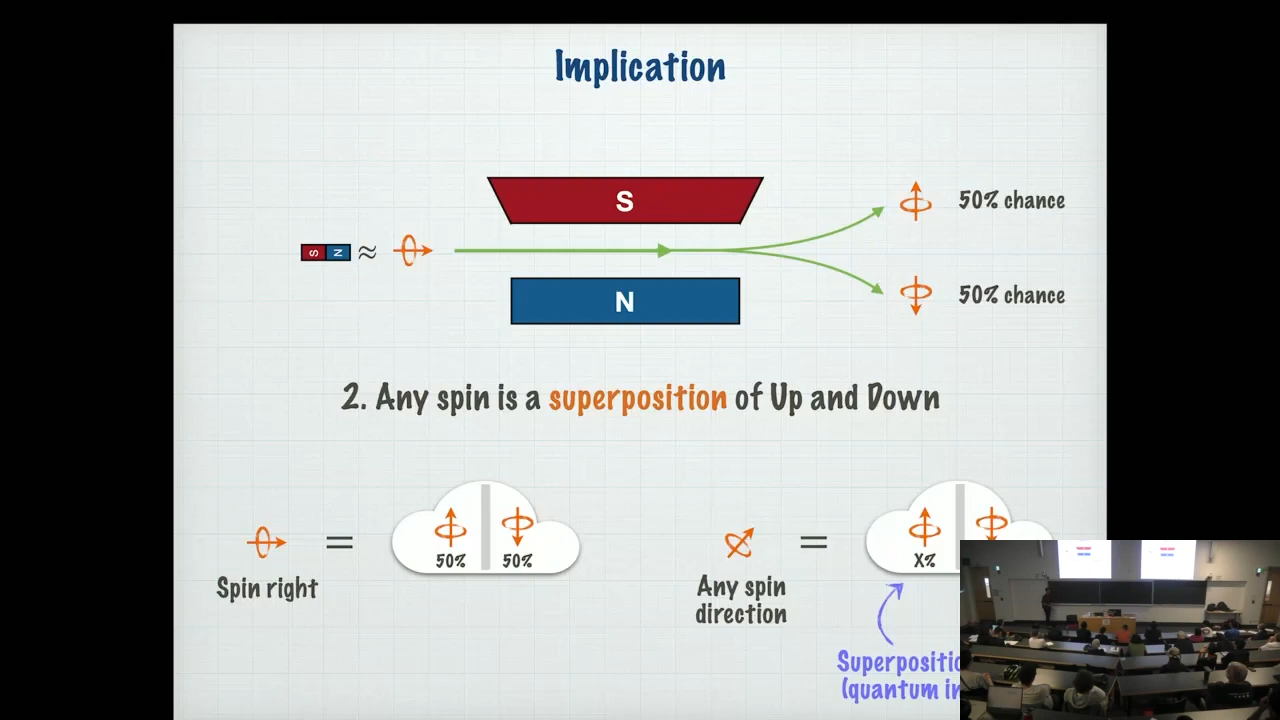 Implication
S
50% chance
S N ≈
N
50% chance
2. Any spin is a superposition of Up and Down
=
50% 50%
=
X%
Spin right
Any spin
direction
(quantum